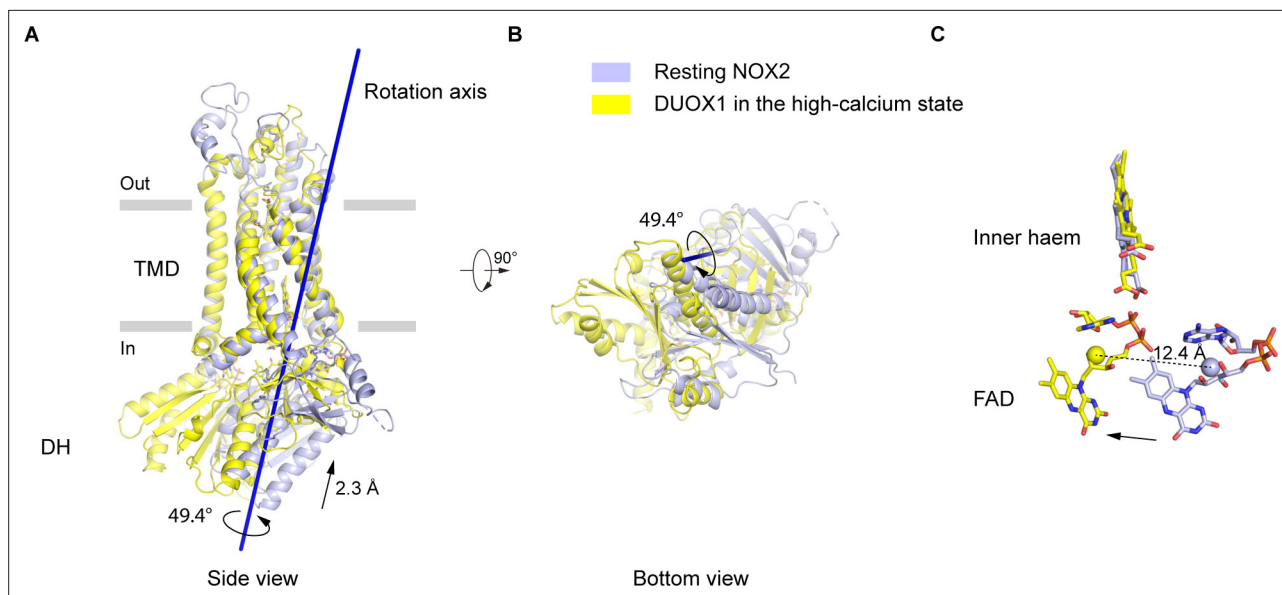 A
B
C
Resting NOX2
DUOX1 in the high-calcium state
Rotation axis
Out
TMD
In
DH
49.4°
2.3 Å
Side view
90°
49.4°
Bottom view
Inner haem
12.4 Å
FAD